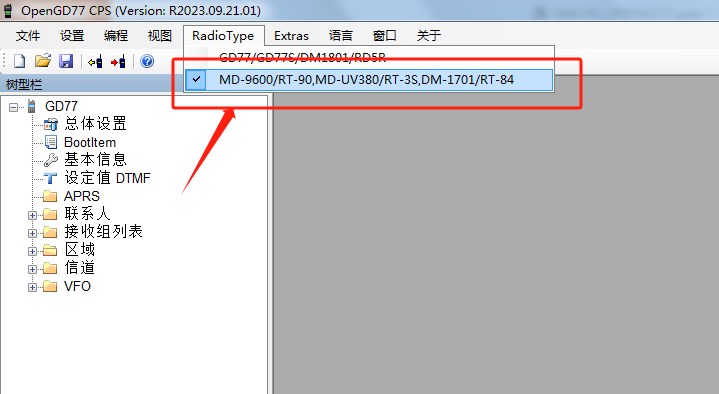 OpenGD77 CPS (Version: R2023.09.21.01)
文件 设置 编程 视图 RadioType Extras 语言 窗口 关于
GD77/GD77S/DM1801/RD5R
MD-9600/RT-90,MD-UV380/RT-3S,DM-1701/RT-84
树型栏
GD77
总体设置
BootItem
基本信息
设定值 DTMF
APRS
联系人
接收组列表
区域
信道
VFO